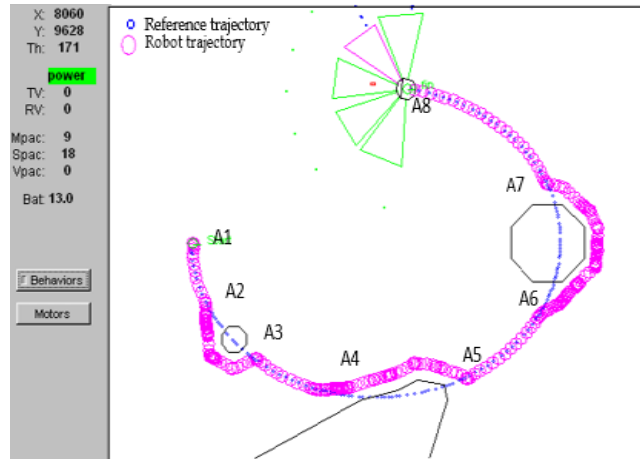 X: 8060
Y: 9628
Th: 171
power
TV: 0
RV: 0
Mpac: 9
Spac: 18
Vpac: 0
Bat: 13.0
Behaviors
Motors
Reference trajectory
Robot trajectory
A8
A7
A1
A2
A6
A3
A4
A5